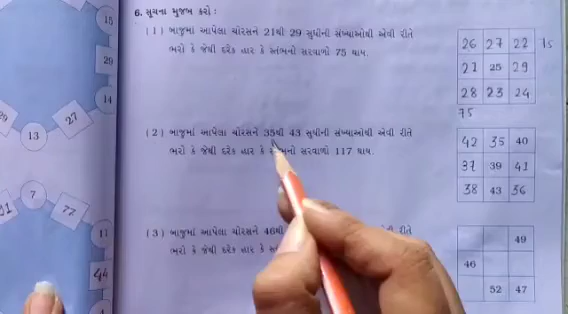 6. સૂચના મુજબ કરો :
(1) બાજુમાં આપેલા ચોરસને 21થી 29 સુધીની સંખ્યાઓથી એવી રીતે
ભરો કે જેથી દરેક હાર કે સ્તંભનો સરવાળો 75 થાય.
26 27 22 75
21 25 29
28 23 24
75
(2) બાજુમાં આપેલા ચોરસને 35થી 43 સુધીની સંખ્યાઓથી એવી રીતે
ભરો કે જેથી દરેક હાર કે સ્તંભનો સરવાળો 117 થાય.
42 35 40
37 39 41
38 43 36
(3) બાજુમાં આપેલા ચોરસને 46થી એવી રીતે
ભરો કે જેથી દરેક હાર કે
49
46
52 47
15
29
14
27
13
7
77
11
44